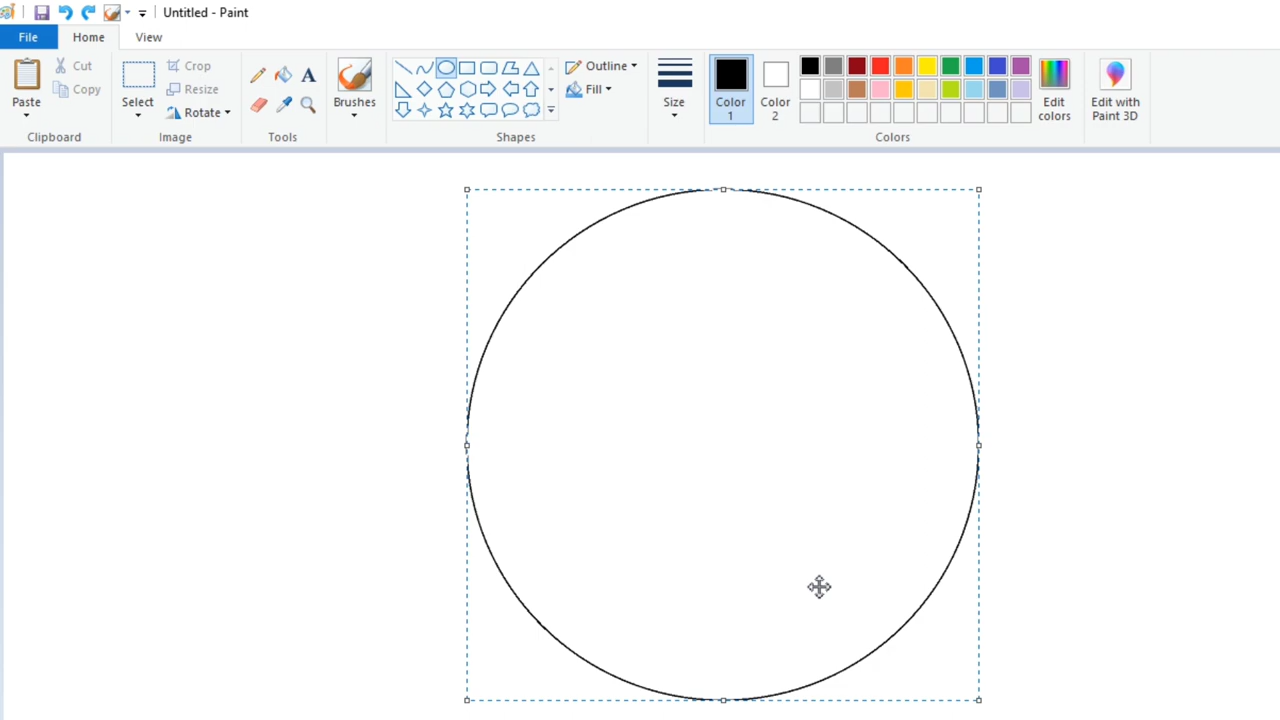 Untitled - Paint
File Home View
Paste Cut Copy Clipboard
Select Crop Resize Rotate Image
A
Tools
Brushes
Outline Fill Shapes
Size
Color 1
Color 2
Edit colors
Colors
Edit with Paint 3D